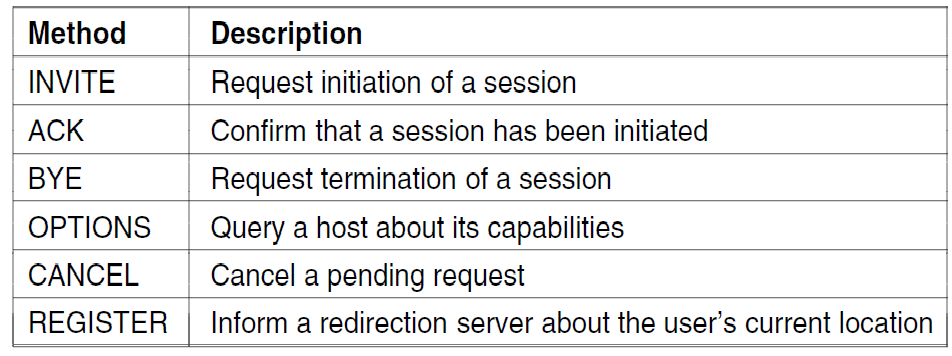 Method Description
INVITE Request initiation of a session
ACK Confirm that a session has been initiated
BYE Request termination of a session
OPTIONS Query a host about its capabilities
CANCEL Cancel a pending request
REGISTER Inform a redirection server about the user's current location